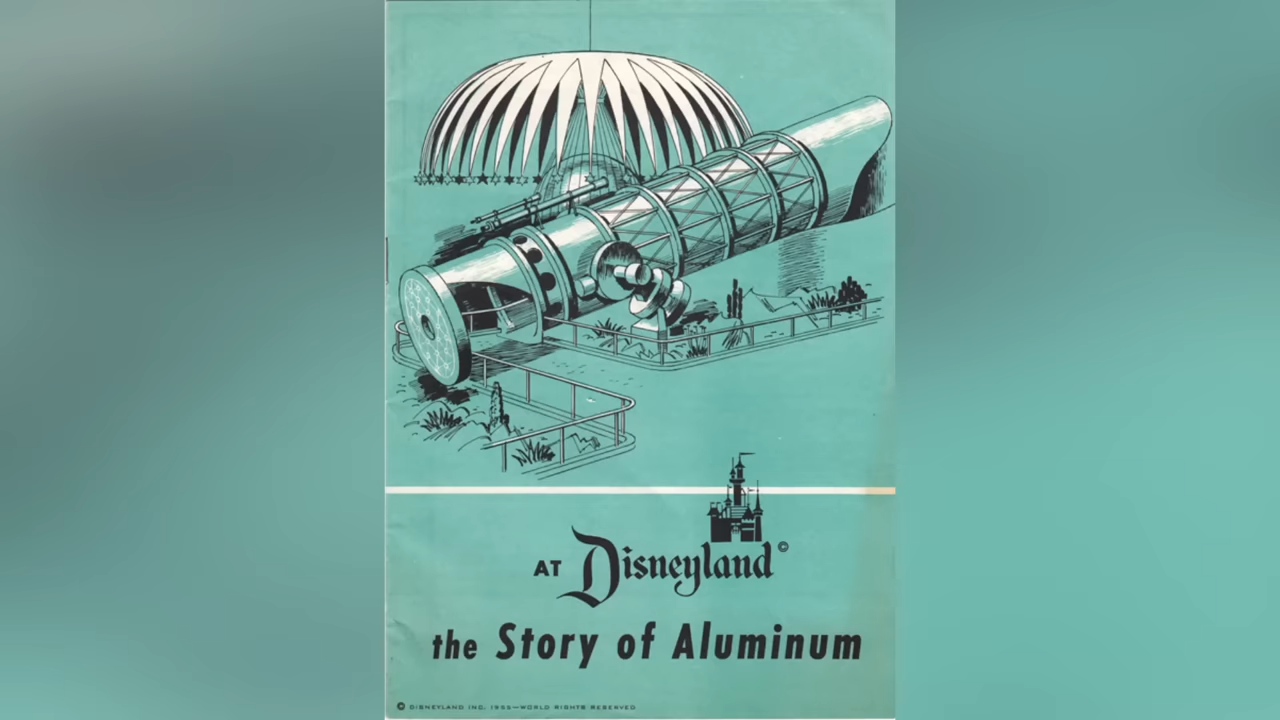 AT Disneyland©
the Story of Aluminum
© DISNEYLAND INC. 1955—WORLD RIGHTS RESERVED